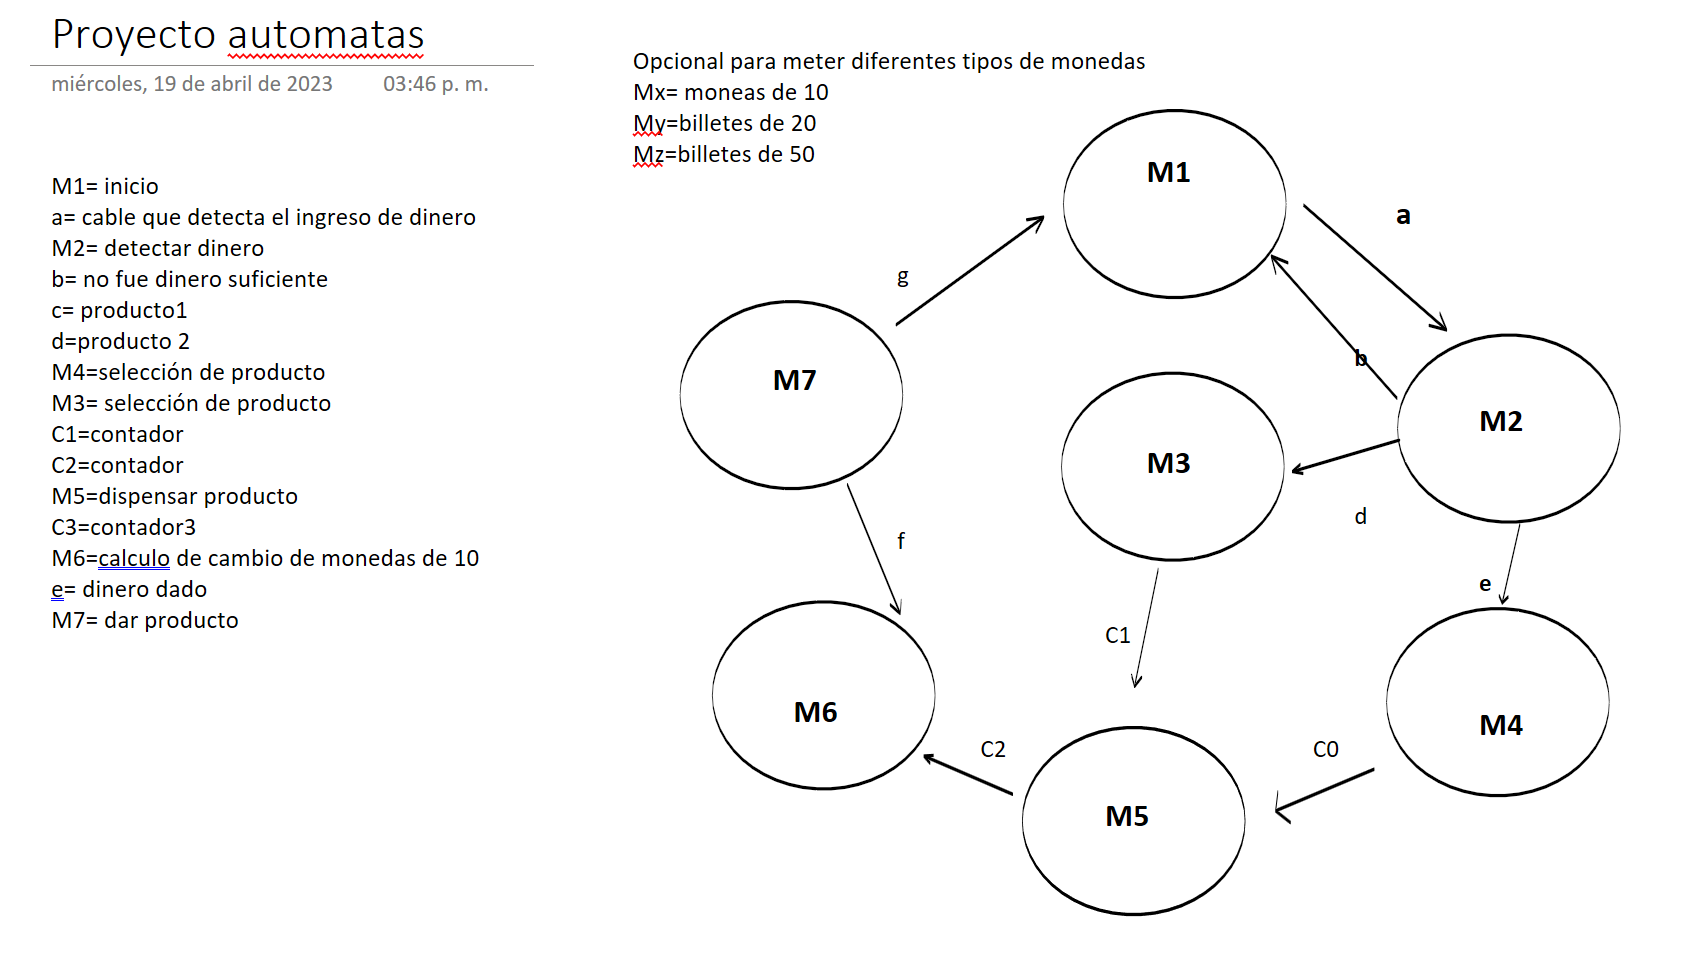 Proyecto automatas
miércoles, 19 de abril de 2023 03:46 p. m.
M1= inicio
a= cable que detecta el ingreso de dinero
M2= detectar dinero
b= no fue dinero suficiente
c= producto1
d=producto 2
M4=selección de producto
M3= selección de producto
C1=contador
C2=contador
M5=dispensar producto
C3=contador3
M6=calculo de cambio de monedas de 10
e= dinero dado
M7= dar producto
Opcional para meter diferentes tipos de monedas
Mx= moneas de 10
My=billetes de 20
Mz=billetes de 50
M1
a
g
b
M7
M2
M3
d
f
e
C1
M6
M4
C2
C0
M5